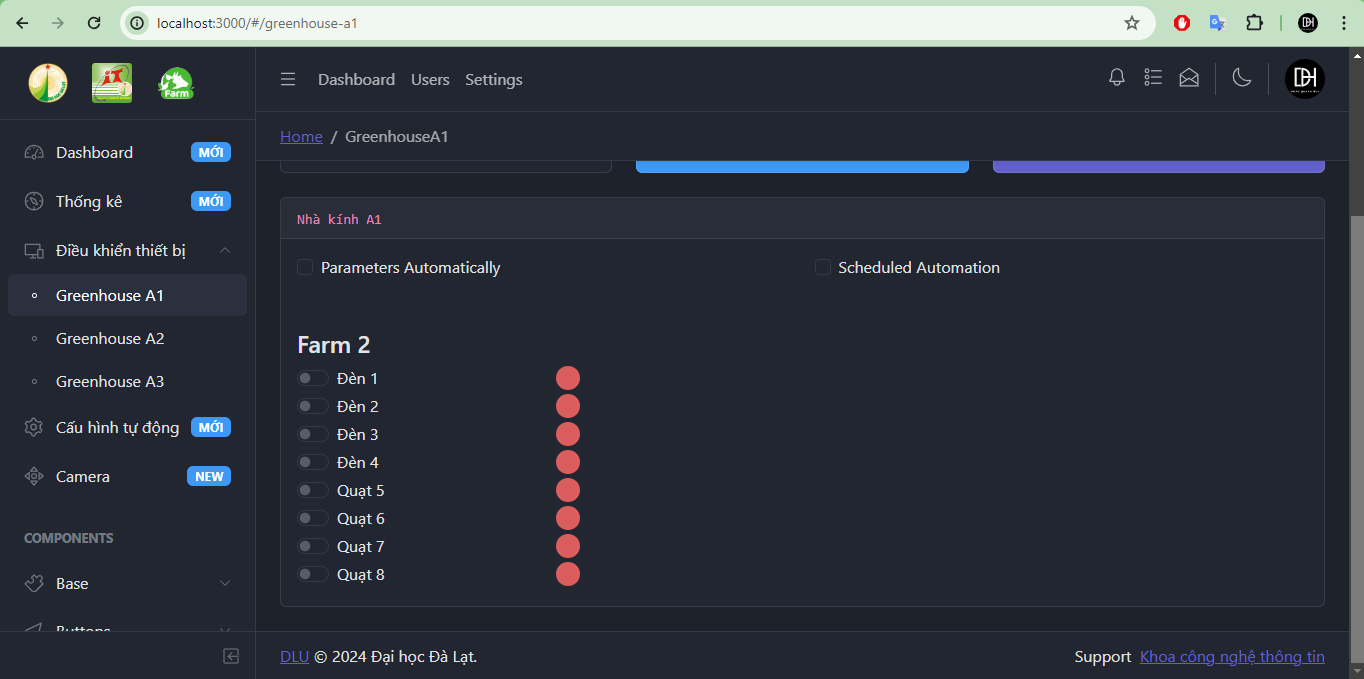 localhost:3000/#/greenhouse-a1
iT
Farm
Dashboard Users Settings
DH
Home / GreenhouseA1
Dashboard MỚI
Thống kê MỚI
Điều khiển thiết bị
Greenhouse A1
Greenhouse A2
Greenhouse A3
Cấu hình tự động MỚI
Camera NEW
COMPONENTS
Base
Buttons
Nhà kính A1
Parameters Automatically
Scheduled Automation
Farm 2
Đèn 1
Đèn 2
Đèn 3
Đèn 4
Quạt 5
Quạt 6
Quạt 7
Quạt 8
DLU © 2024 Đại học Đà Lạt.
Support Khoa công nghệ thông tin